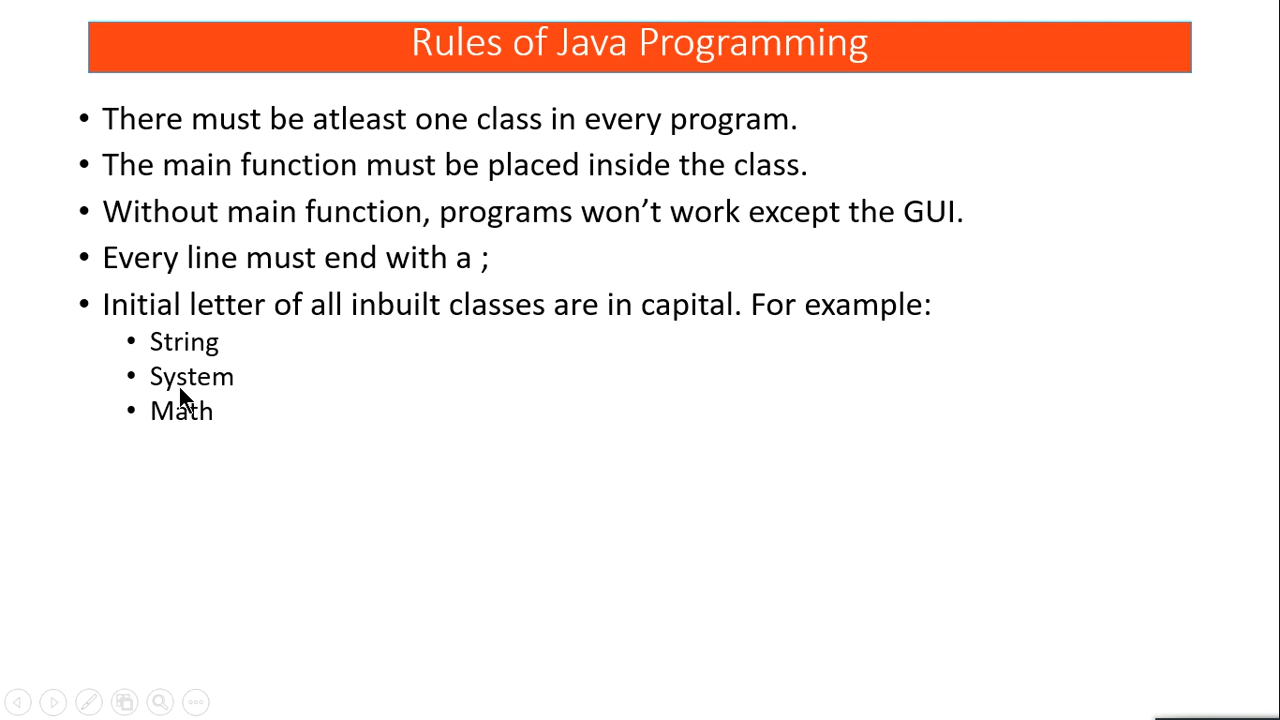 Rules of Java Programming
• There must be atleast one class in every program.
• The main function must be placed inside the class.
• Without main function, programs won’t work except the GUI.
• Every line must end with a ;
• Initial letter of all inbuilt classes are in capital. For example:
• String
• System
• Math